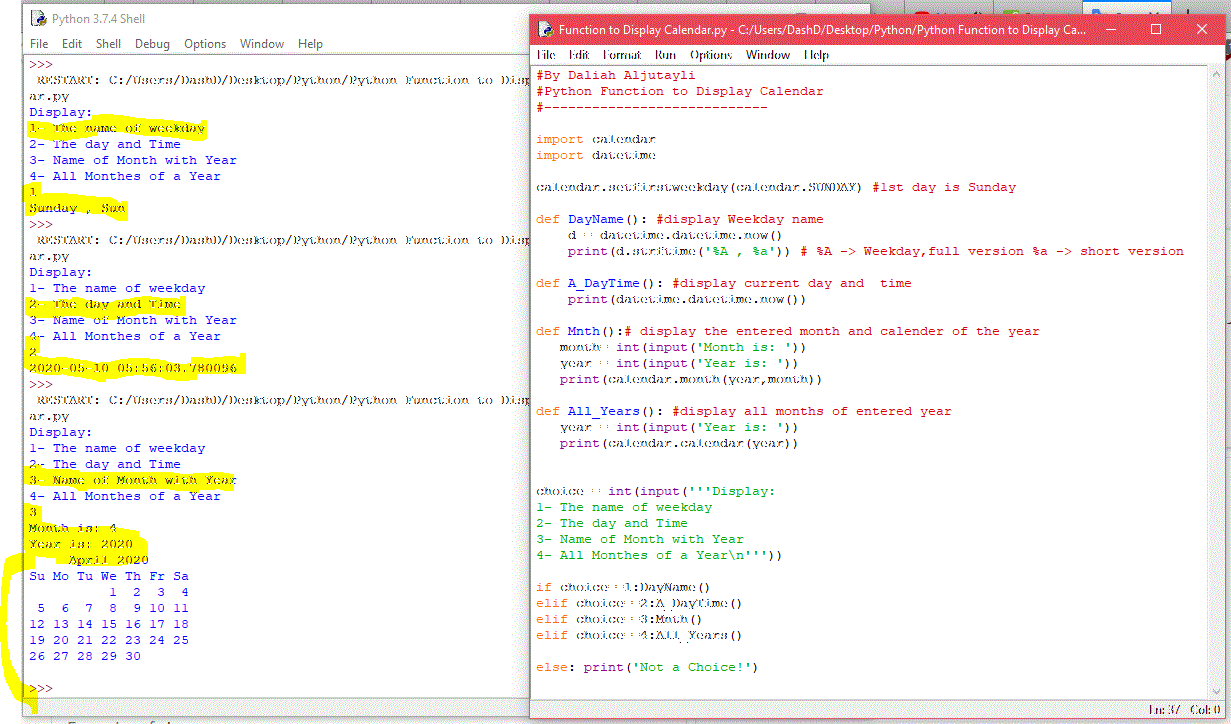 Python 3.7.4 Shell
File Edit Shell Debug Options Window Help
>>>
RESTART: C:/Users/DashD/Desktop/Python/Python Function to Disp
ar.py
Display:
1- The name of weekday
2- The day and Time
3- Name of Month with Year
4- All Monthes of a Year
1
Sunday , Sun
>>>
RESTART: C:/Users/DashD/Desktop/Python/Python Function to Disp
ar.py
Display:
1- The name of weekday
2- The day and Time
3- Name of Month with Year
4- All Monthes of a Year
2
2020-05-10 05:56:03.780096
>>>
RESTART: C:/Users/DashD/Desktop/Python/Python Function to Disp
ar.py
Display:
1- The name of weekday
2- The day and Time
3- Name of Month with Year
4- All Monthes of a Year
3
Month is: 4
Year is: 2020
April 2020
Su Mo Tu We Th Fr Sa
1 2 3 4
5 6 7 8 9 10 11
12 13 14 15 16 17 18
19 20 21 22 23 24 25
26 27 28 29 30
>>>
Function to Display Calendar.py - C:/Users/DashD/Desktop/Python/Python Function to Display Ca...
File Edit Format Run Options Window Help
#By Daliah Aljutayli
#Python Function to Display Calendar
#----------------------------
import calendar
import datetime
calendar.setfirstweekday(calendar.SUNDAY) #1st day is Sunday
def DayName(): #display Weekday name
d = datetime.datetime.now()
print(d.strftime('%A , %a')) # %A -> Weekday,full version %a -> short version
def A_DayTime(): #display current day and  time
print(datetime.datetime.now())
def Mnth():# display the entered month and calender of the year
month= int(input('Month is: '))
year = int(input('Year is: '))
print(calendar.month(year,month))
def All_Years(): #display all months of entered year
year = int(input('Year is: '))
print(calendar.calendar(year))
choice = int(input('''Display:
1- The name of weekday
2- The day and Time
3- Name of Month with Year
4- All Monthes of a Year\n'''))
if choice==1:DayName()
elif choice==2:A_DayTime()
elif choice==3:Mnth()
elif choice==4:All_Years()
else: print('Not a Choice!')
Ln: 37 Col: 0